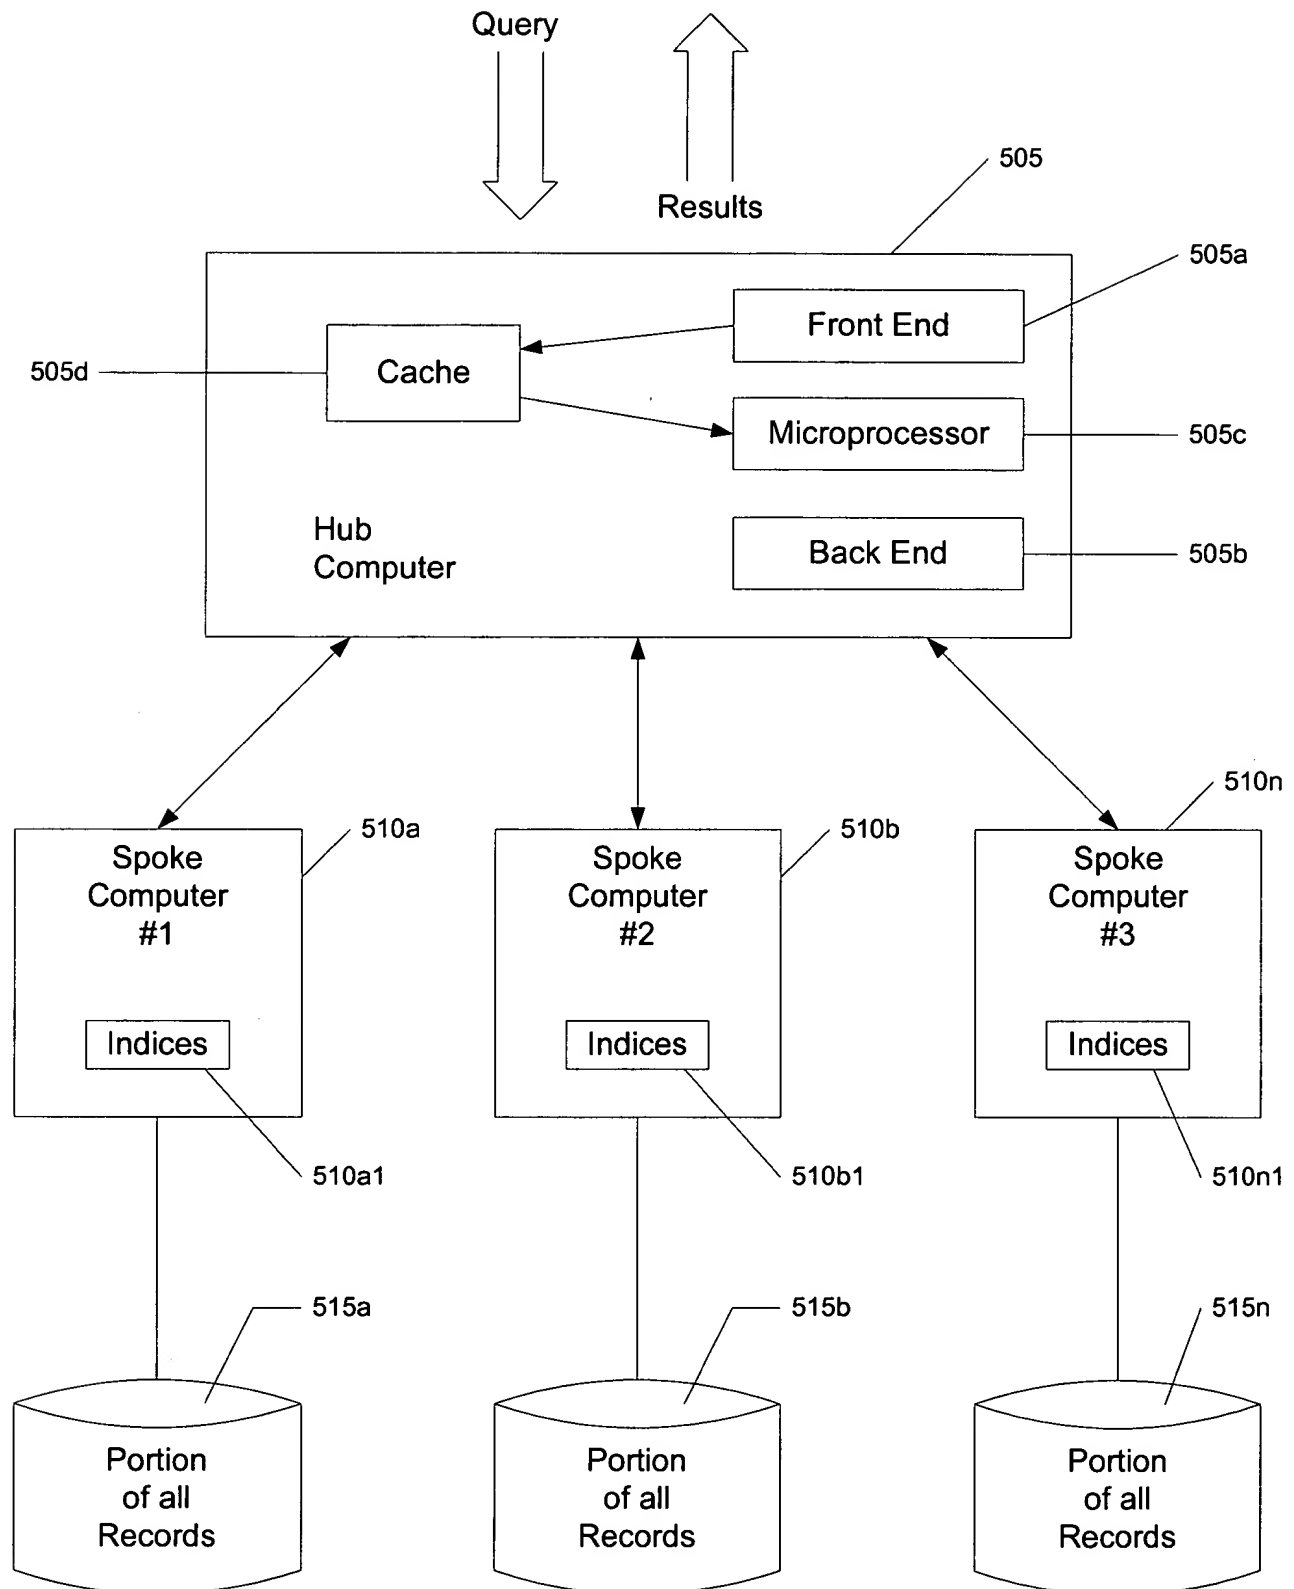 Query
Results
505
505a
Front End
Cache
505d
Microprocessor
505c
Hub
Computer
Back End
505b
510n
510a
510b
Spoke
Computer
#1
Spoke
Computer
#2
Spoke
Computer
#3
Indices
Indices
Indices
510a1
510b1
510n1
515a
515b
515n
Portion
of all
Records
Portion
of all
Records
Portion
of all
Records